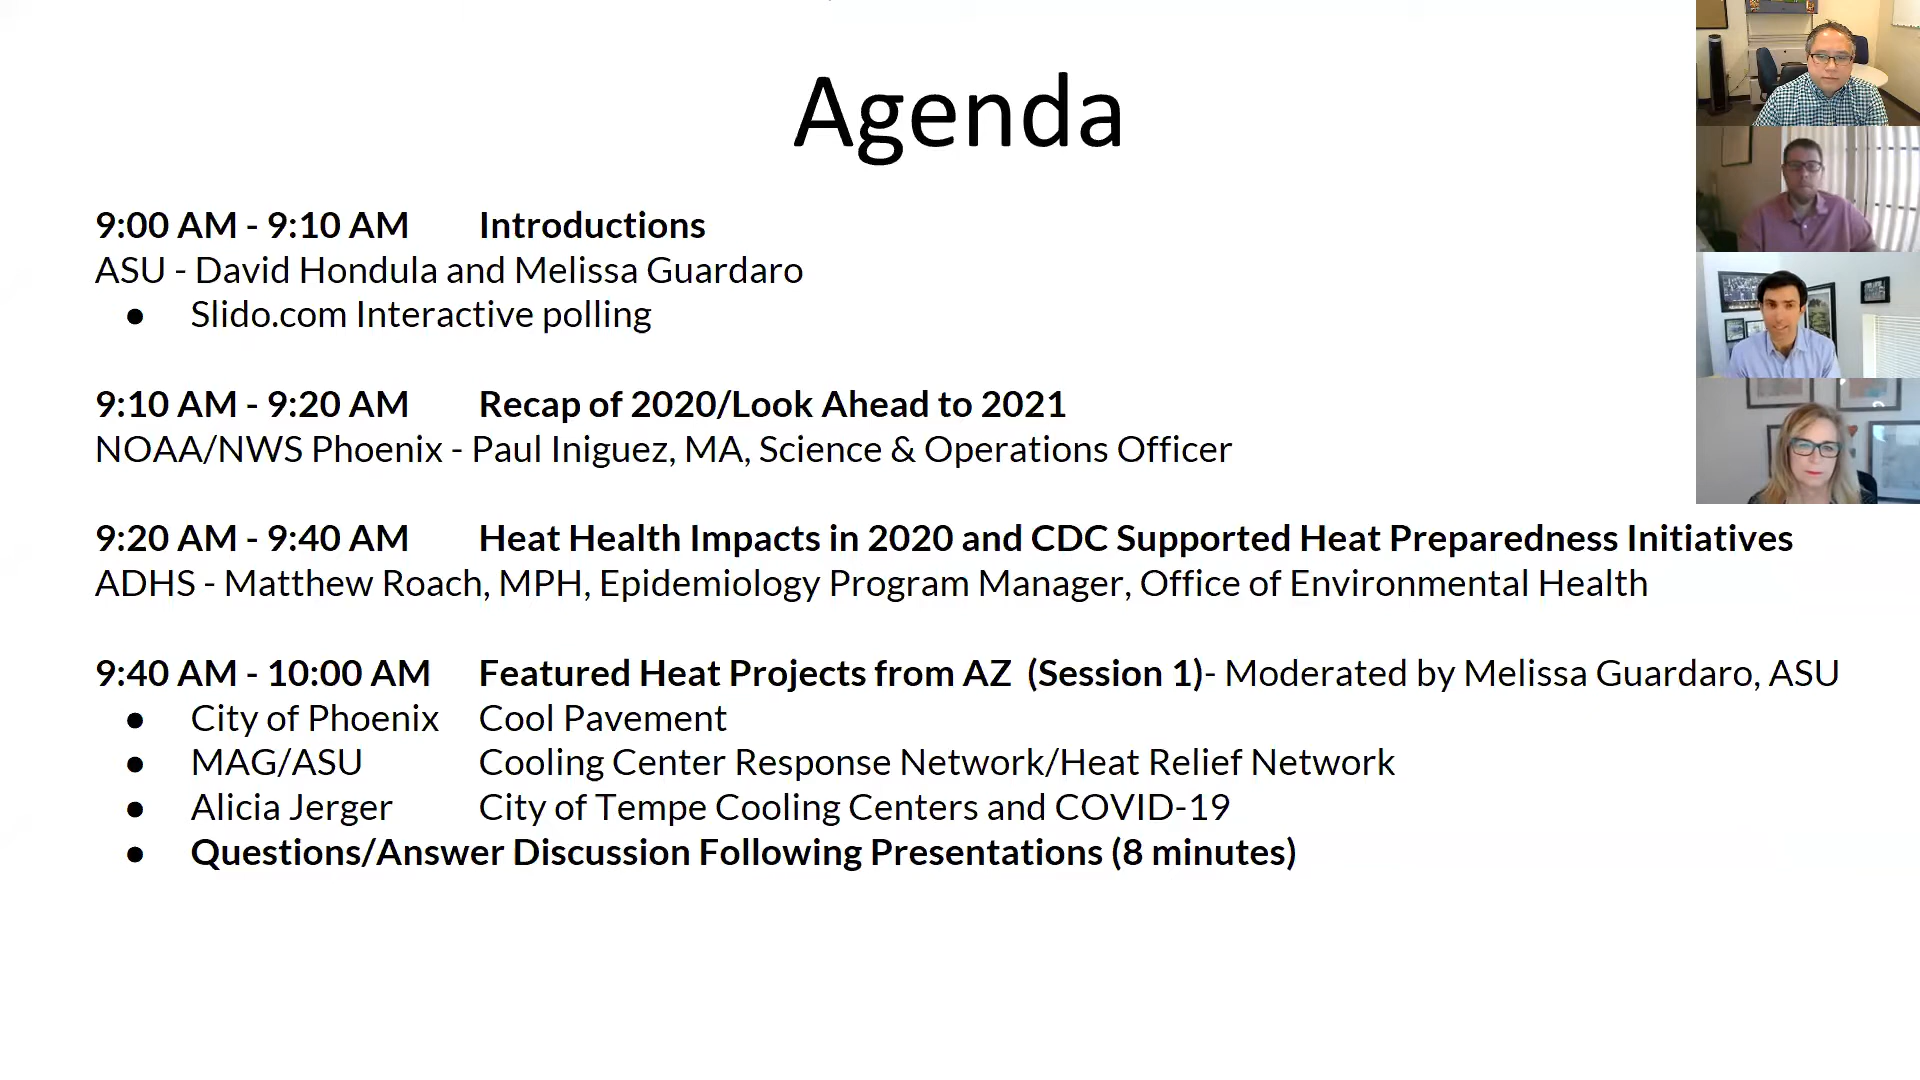 Agenda
9:00 AM - 9:10 AM Introductions
ASU - David Hondula and Melissa Guardaro
● Slido.com Interactive polling
9:10 AM - 9:20 AM Recap of 2020/Look Ahead to 2021
NOAA/NWS Phoenix - Paul Iniguez, MA, Science & Operations Officer
9:20 AM - 9:40 AM Heat Health Impacts in 2020 and CDC Supported Heat Preparedness Initiatives
ADHS - Matthew Roach, MPH, Epidemiology Program Manager, Office of Environmental Health
9:40 AM - 10:00 AM Featured Heat Projects from AZ (Session 1)- Moderated by Melissa Guardaro, ASU
● City of Phoenix Cool Pavement
● MAG/ASU Cooling Center Response Network/Heat Relief Network
● Alicia Jerger City of Tempe Cooling Centers and COVID-19
● Questions/Answer Discussion Following Presentations (8 minutes)